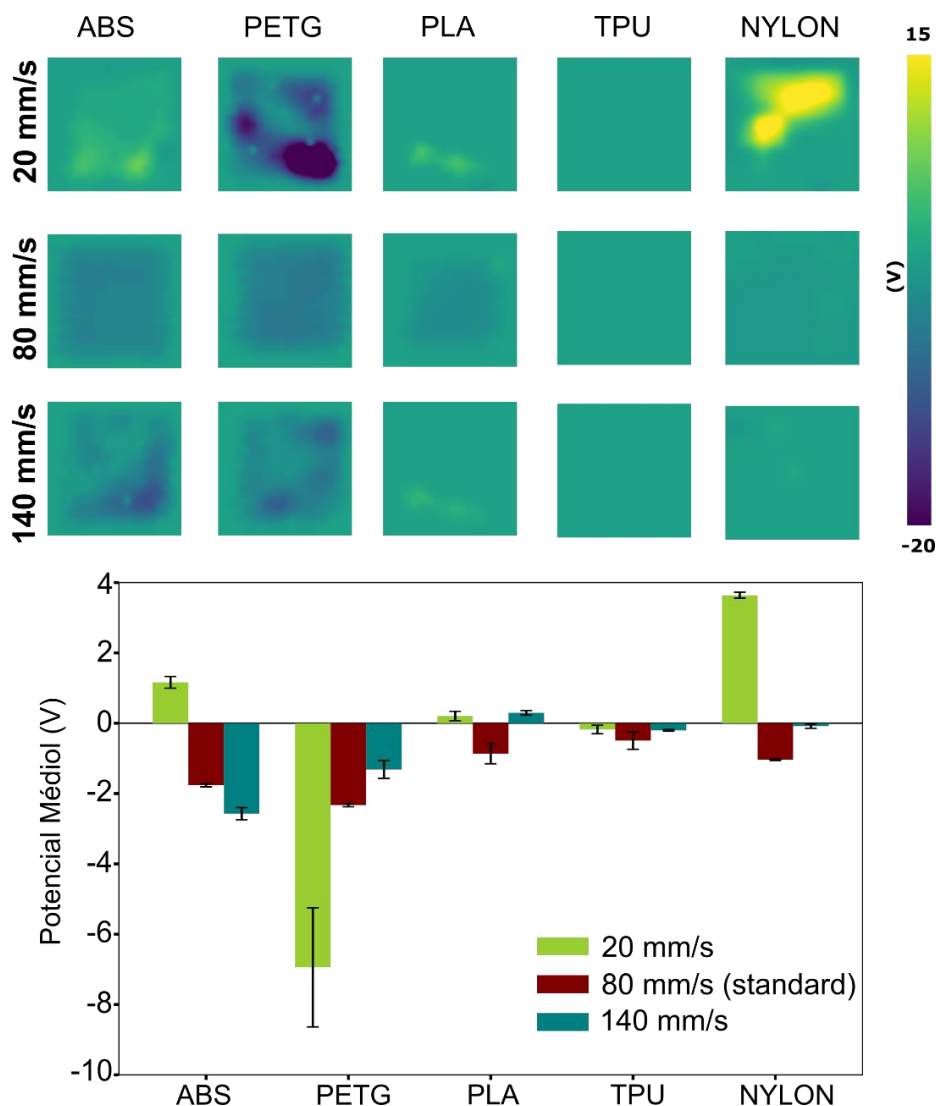 ABS PETG PLA TPU NYLON
15
20 mm/s
80 mm/s
140 mm/s
(V)
-20
4
2
0
-2
-4
-6
-8
-10
Potencial Médiol (V)
20 mm/s
80 mm/s (standard)
140 mm/s
ABS PETG PLA TPU NYLON